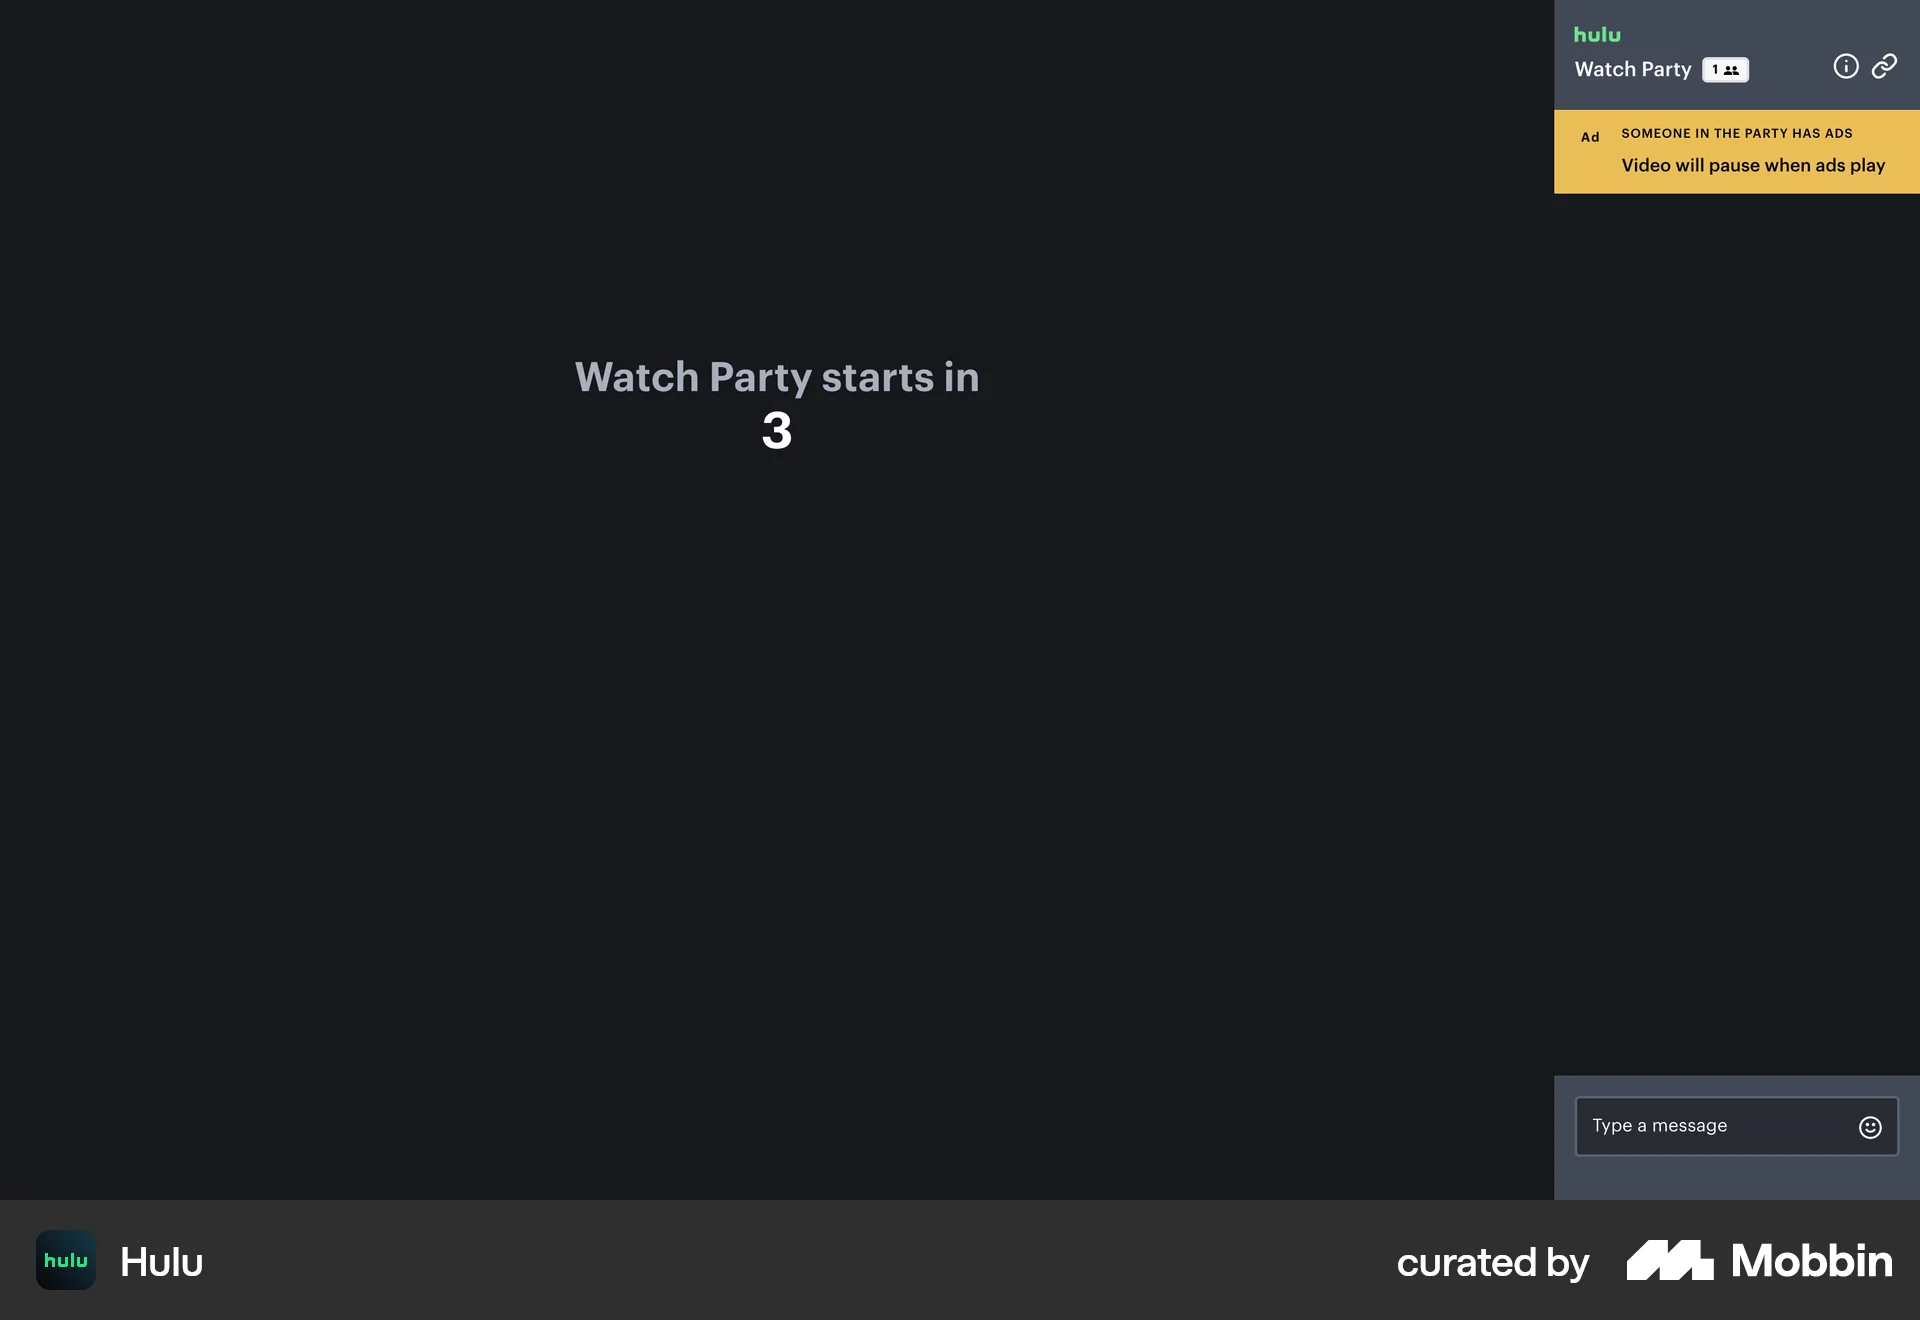 hulu
Watch Party 1
Ad SOMEONE IN THE PARTY HAS ADS
Video will pause when ads play
Watch Party starts in
3
Type a message
hulu Hulu
curated by Mobbin